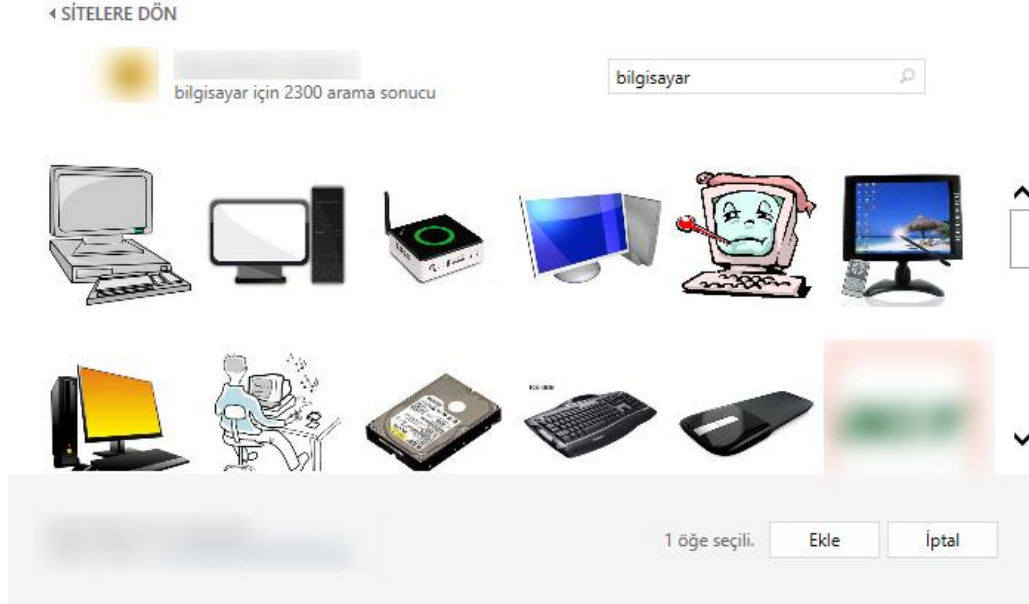 SİTELERE DÖN
bilgisayar için 2300 arama sonucu
bilgisayar
1 öğe seçili.
Ekle
İptal